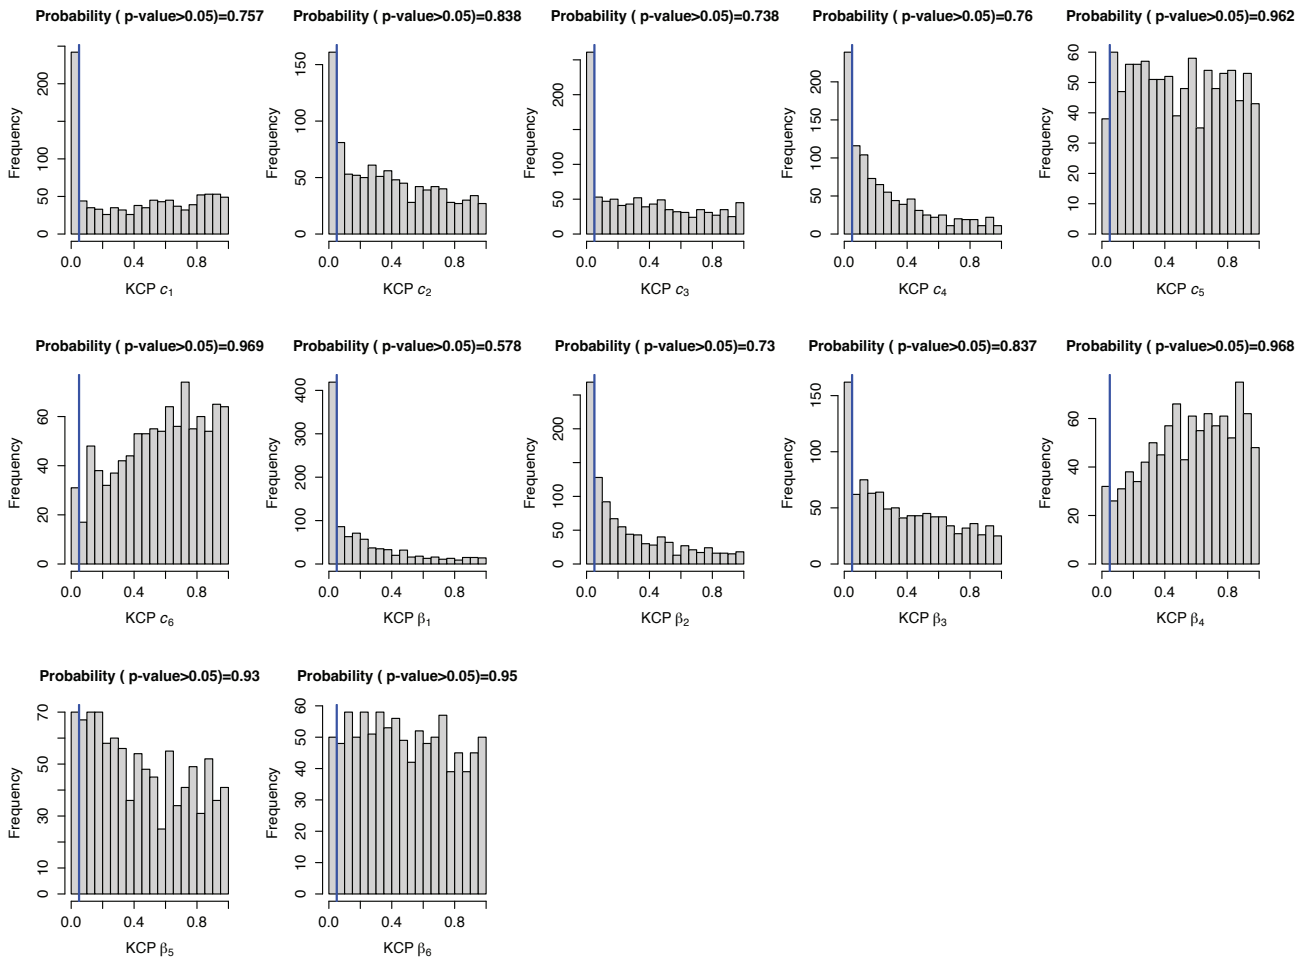 Probability ( p-value>0.05)=0.757
Probability ( p-value>0.05)=0.838
Probability ( p-value>0.05)=0.738
Probability ( p-value>0.05)=0.76
Probability ( p-value>0.05)=0.962
Frequency
0 50 100 200
0.0 0.4 0.8
KCP c₁
Frequency
0 50 100 150
0.0 0.4 0.8
KCP c₂
Frequency
0 50 100 200
0.0 0.4 0.8
KCP c₃
Frequency
0 50 100 150 200
0.0 0.4 0.8
KCP c₄
Frequency
0 10 20 30 40 50 60
0.0 0.4 0.8
KCP c₅
Probability ( p-value>0.05)=0.969
Probability ( p-value>0.05)=0.578
Probability ( p-value>0.05)=0.73
Probability ( p-value>0.05)=0.837
Probability ( p-value>0.05)=0.968
Frequency
0 20 40 60
0.0 0.4 0.8
KCP c₆
Frequency
0 100 200 300 400
0.0 0.4 0.8
KCP β₁
Frequency
0 50 100 200
0.0 0.4 0.8
KCP β₂
Frequency
0 50 100 150
0.0 0.4 0.8
KCP β₃
Frequency
0 20 40 60
0.0 0.4 0.8
KCP β₄
Probability ( p-value>0.05)=0.93
Probability ( p-value>0.05)=0.95
Frequency
0 10 30 50 70
0.0 0.4 0.8
KCP β₅
Frequency
0 10 20 30 40 50 60
0.0 0.4 0.8
KCP β₆